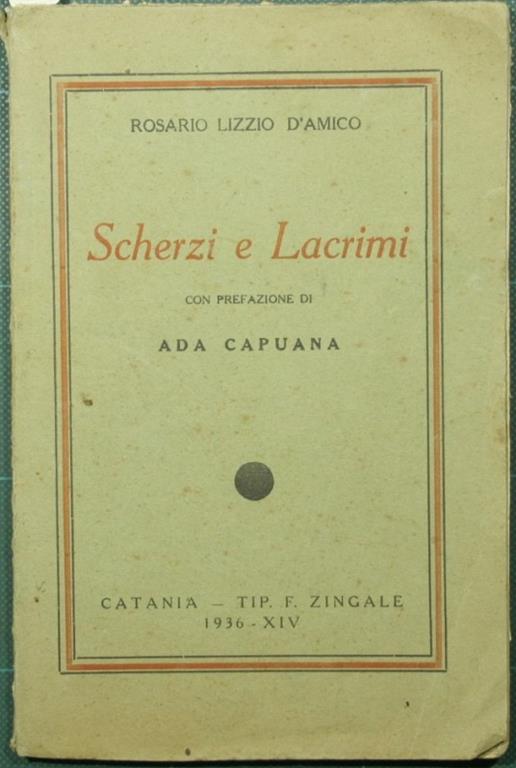 ROSARIO LIZZIO D'AMICO
Scherzi e Lacrimi
CON PREFAZIONE DI
ADA CAPUANA
CATANIA — TIP. F. ZINGALE
1936 - XIV